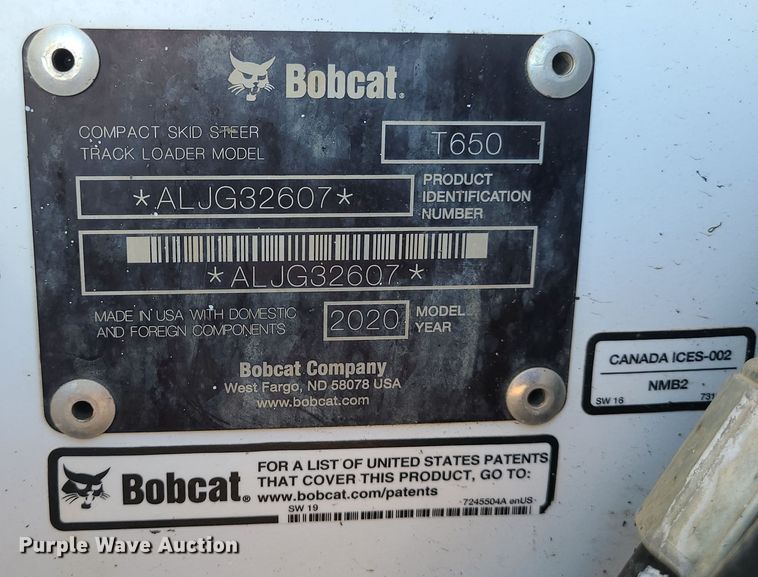 Bobcat®
COMPACT SKID STEER
TRACK LOADER MODEL
T650
*ALJG32607*
PRODUCT
IDENTIFICATION
NUMBER
*ALJG32607*
MADE IN USA WITH DOMESTIC
AND FOREIGN COMPONENTS
2020
MODEL
YEAR
Bobcat Company
West Fargo, ND 58078 USA
www.bobcat.com
CANADA ICES-002
NMB2
SW 16
Bobcat®
FOR A LIST OF UNITED STATES PATENTS
THAT COVER THIS PRODUCT, GO TO:
www.bobcat.com/patents
SW 19
7245504A enUS
Purple Wave Auction